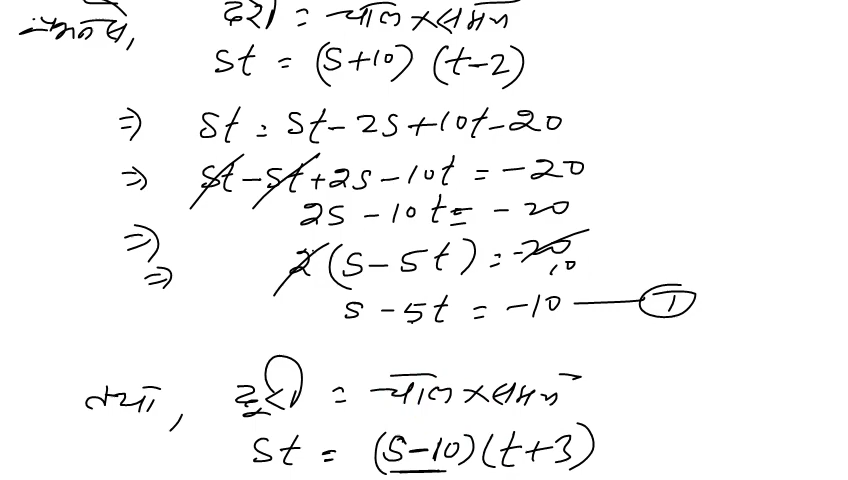 दूरी = चाल × समय
st = (s+10) (t-2)
⇒ st = st - 2s + 10t - 20
⇒ st - st + 2s - 10t = -20
2s - 10t = -20
⇒ 2(s - 5t) = -20 10
⇒ s - 5t = -10 — 1
तथा, दूरी = चाल × समय
st = (s-10)(t+3)